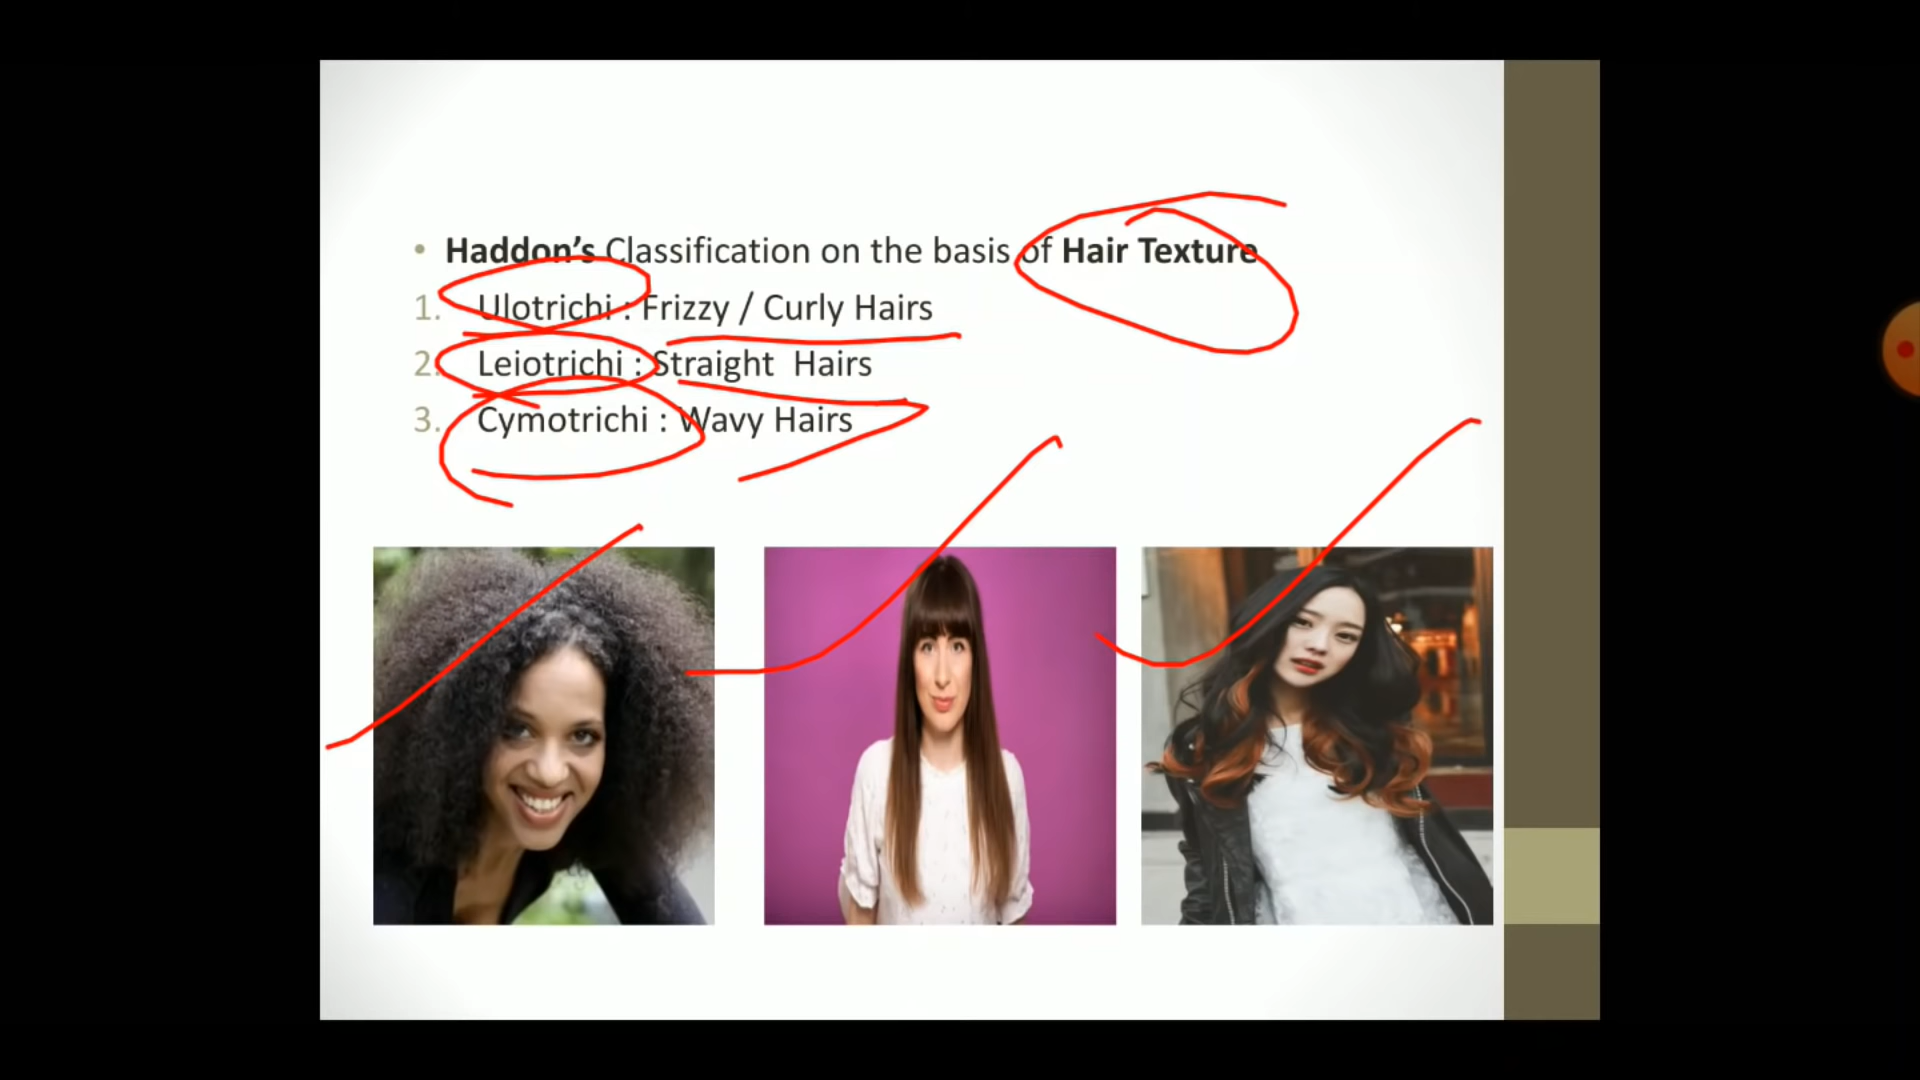 • Haddon’s Classification on the basis of Hair Texture
1. Ulotrichi : Frizzy / Curly Hairs
2. Leiotrichi : Straight Hairs
3. Cymotrichi : Wavy Hairs